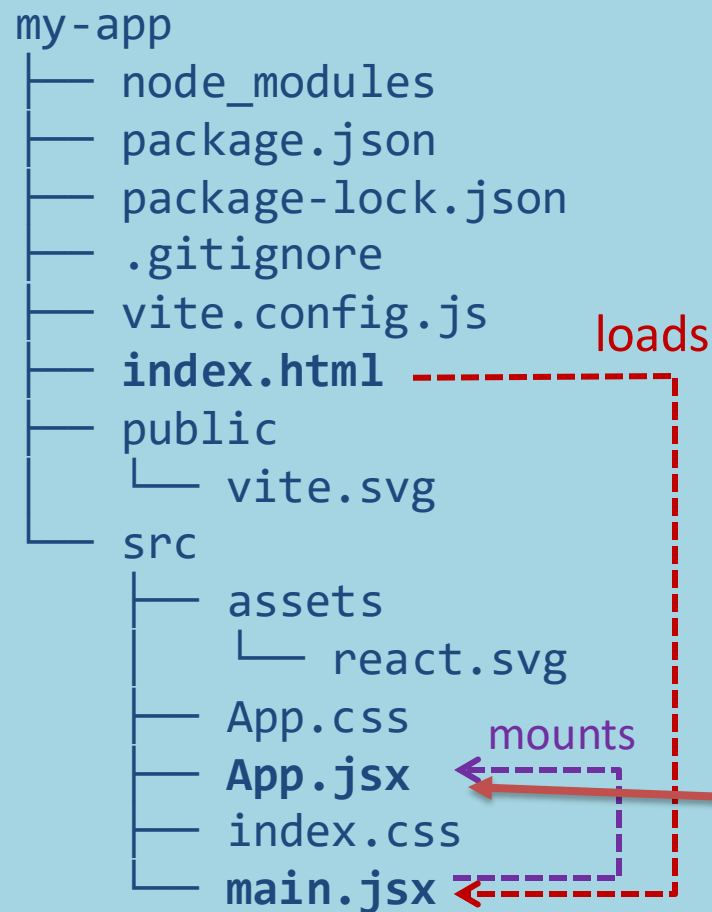 my-app
├── node_modules
├── package.json
├── package-lock.json
├── .gitignore
├── vite.config.js
loads
├── index.html
├── public
│   └── vite.svg
└── src
    ├── assets
    │   └── react.svg
    ├── App.css
mounts
    ├── App.jsx
    ├── index.css
    └── main.jsx